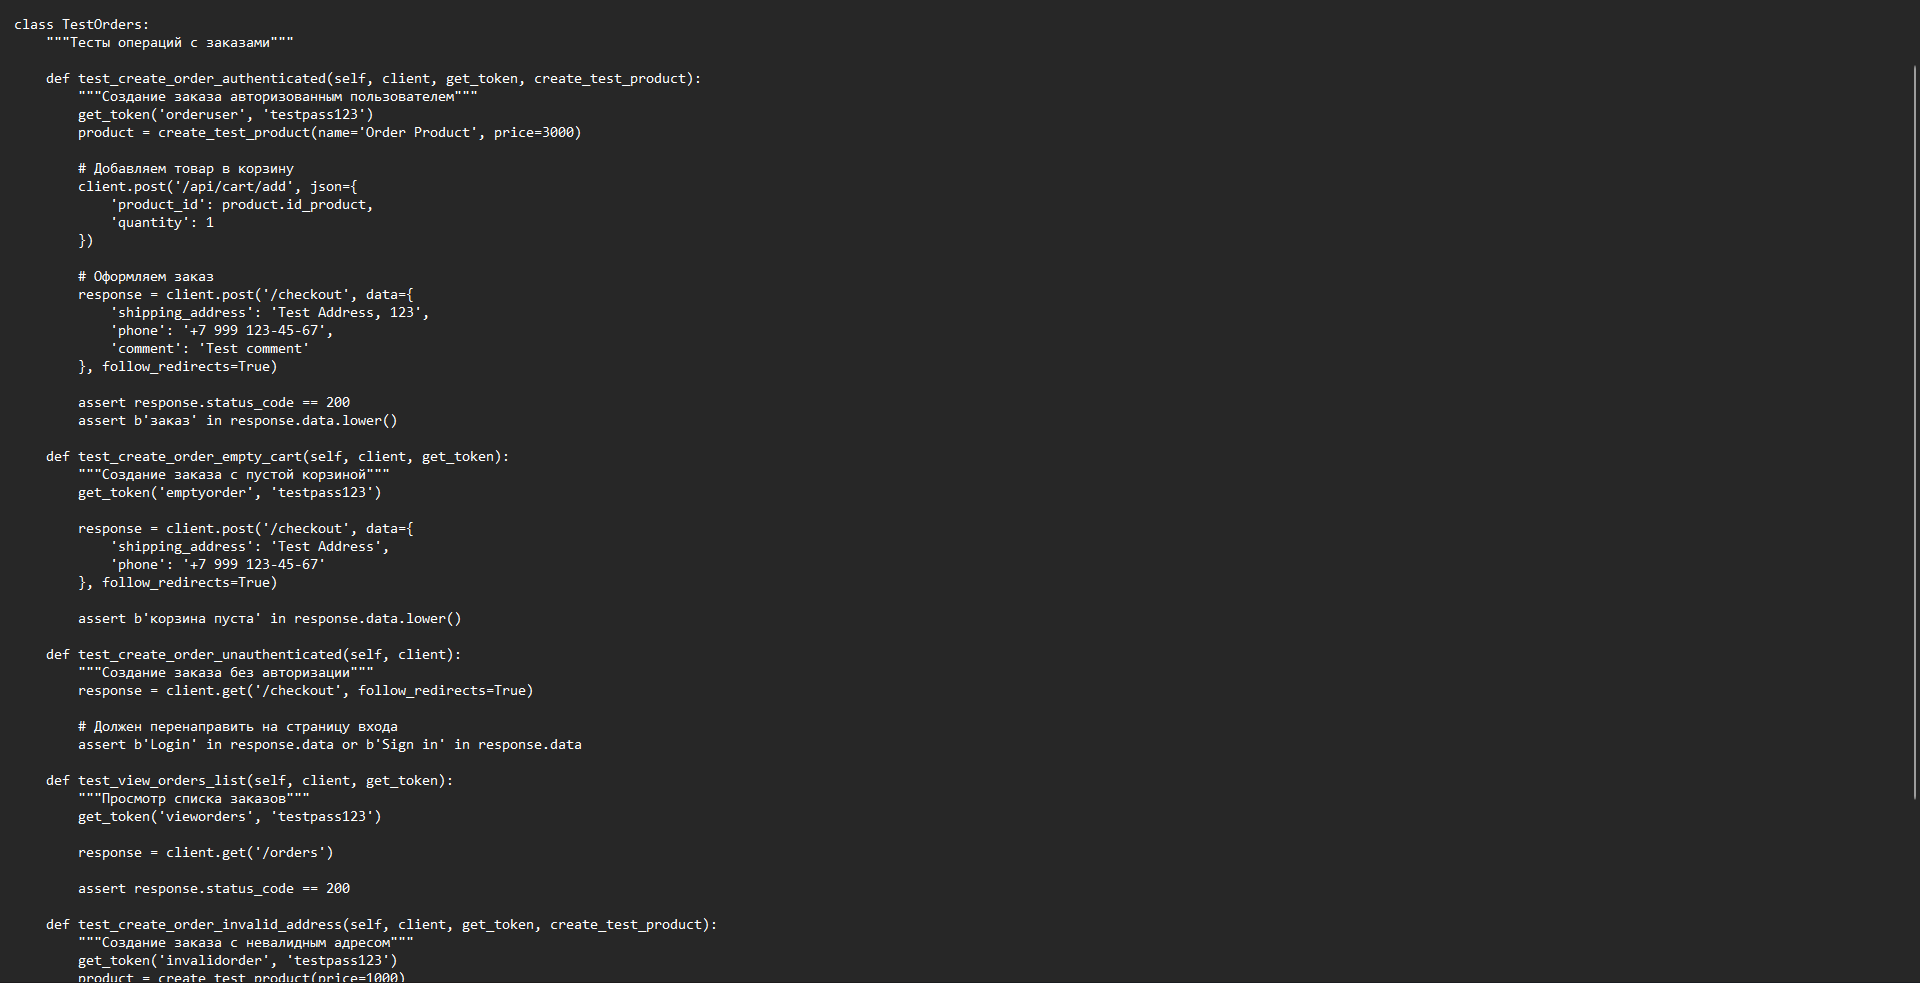 class TestOrders:
    """Тесты операций с заказами"""

    def test_create_order_authenticated(self, client, get_token, create_test_product):
        """Создание заказа авторизованным пользователем"""
        get_token('orderuser', 'testpass123')
        product = create_test_product(name='Order Product', price=3000)

        # Добавляем товар в корзину
        client.post('/api/cart/add', json={
            'product_id': product.id_product,
            'quantity': 1
        })

        # Оформляем заказ
        response = client.post('/checkout', data={
            'shipping_address': 'Test Address, 123',
            'phone': '+7 999 123-45-67',
            'comment': 'Test comment'
        }, follow_redirects=True)

        assert response.status_code == 200
        assert b'заказ' in response.data.lower()

    def test_create_order_empty_cart(self, client, get_token):
        """Создание заказа с пустой корзиной"""
        get_token('emptyorder', 'testpass123')

        response = client.post('/checkout', data={
            'shipping_address': 'Test Address',
            'phone': '+7 999 123-45-67'
        }, follow_redirects=True)

        assert b'корзина пуста' in response.data.lower()

    def test_create_order_unauthenticated(self, client):
        """Создание заказа без авторизации"""
        response = client.get('/checkout', follow_redirects=True)

        # Должен перенаправить на страницу входа
        assert b'Login' in response.data or b'Sign in' in response.data

    def test_view_orders_list(self, client, get_token):
        """Просмотр списка заказов"""
        get_token('vieworders', 'testpass123')

        response = client.get('/orders')

        assert response.status_code == 200

    def test_create_order_invalid_address(self, client, get_token, create_test_product):
        """Создание заказа с невалидным адресом"""
        get_token('invalidorder', 'testpass123')
        product = create_test_product(price=1000)